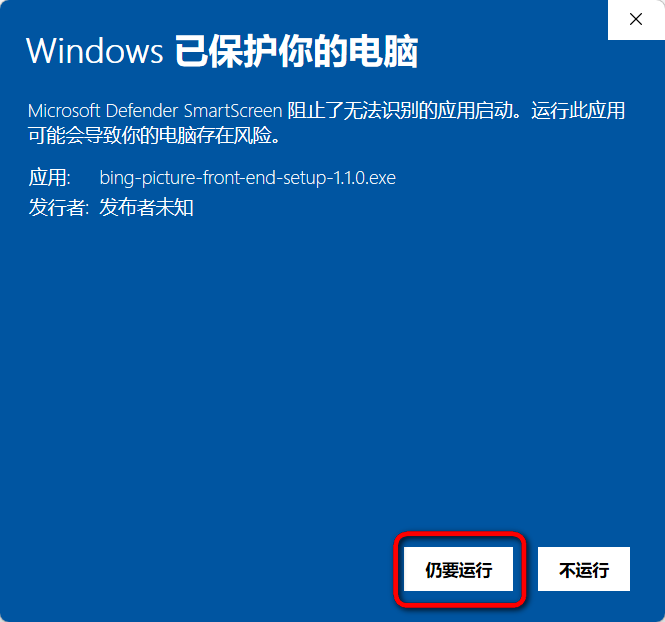 Windows 已保护你的电脑
Microsoft Defender SmartScreen 阻止了无法识别的应用启动。运行此应用
可能会导致你的电脑存在风险。
应用: bing-picture-front-end-setup-1.1.0.exe
发行者: 发布者未知
仍要运行 不运行